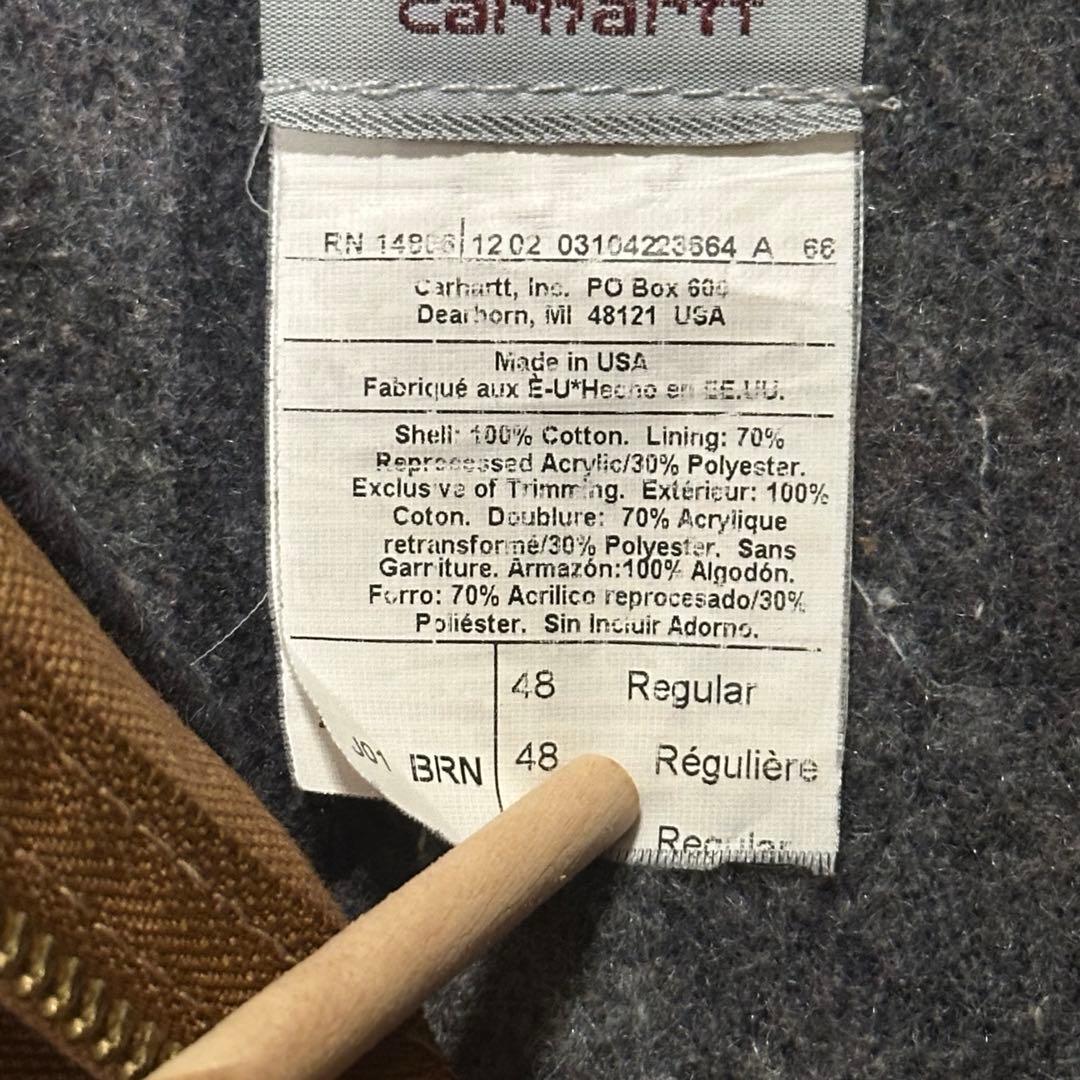 carhartt
RN 14806 1202 03104223664 A 66
Carhartt, Inc. PO Box 600
Dearborn, MI 48121 USA
Made in USA
Fabriqué aux É-U*Hecho en EE.UU.
Shell: 100% Cotton. Lining: 70%
Reprocessed Acrylic/30% Polyester.
Exclusive of Trimming. Extérieur: 100%
Coton. Doublure: 70% Acrylique
retransformé/30% Polyester. Sans
Garniture. Armazón:100% Algodón.
Forro: 70% Acrilico reprocesado/30%
Poliéster. Sin Incluir Adorno.
48 Regular
J01 BRN 48 Régulière
Regular